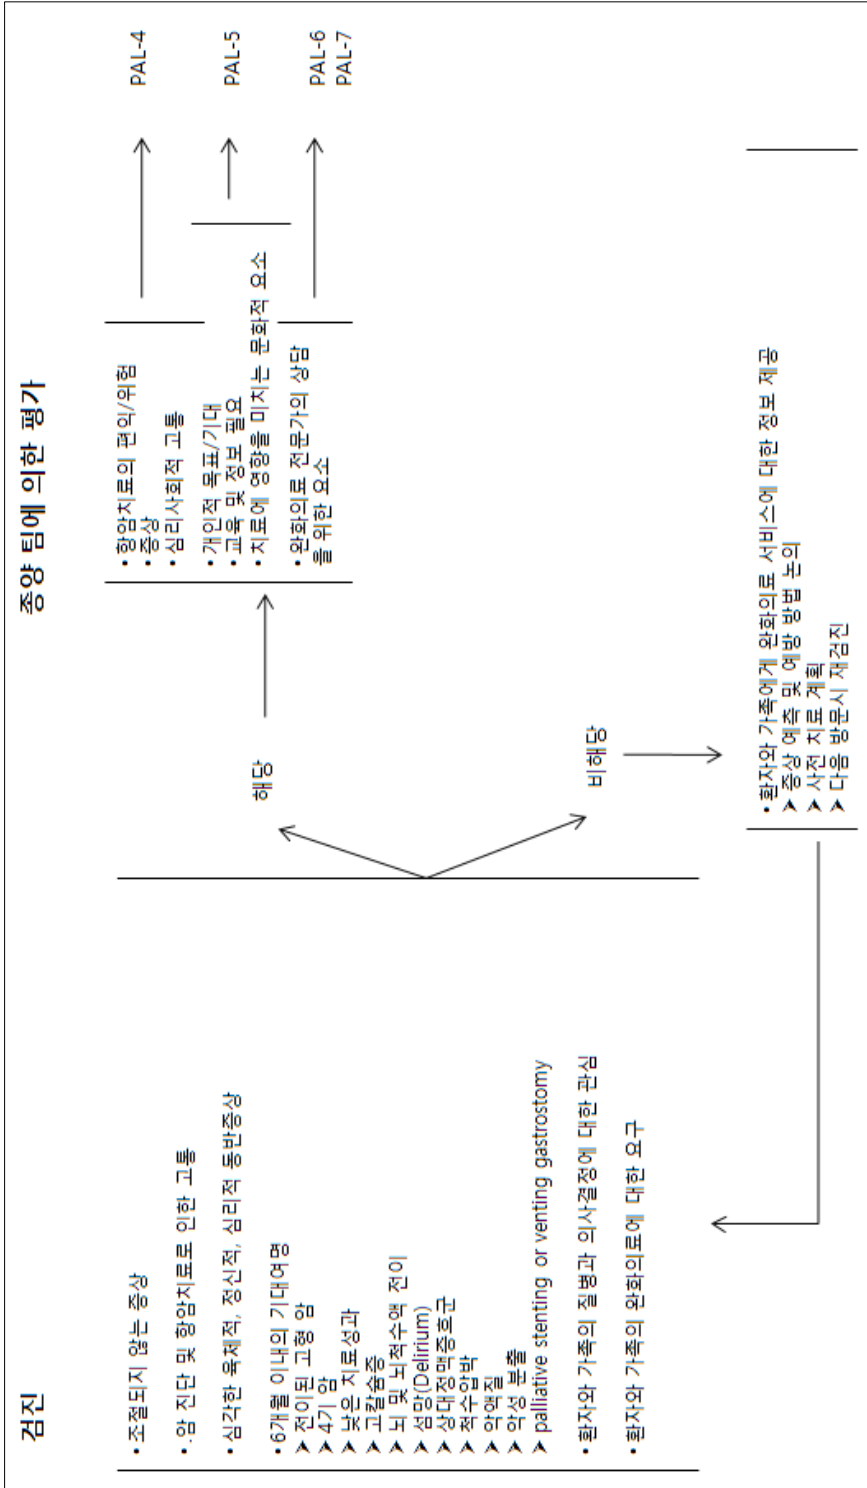 검진
종양 팀에 의한 평가
• 조절되지 않는 증상
• .암 진단 및 항암치료로 인한 고통
• 심각한 육체적, 정신적, 심리적 동반증상
• 6개월 이내의 기대여명
➤ 전이된 고형 암
➤ 4기 암
➤ 낮은 치료성과
➤ 고칼슘증
➤ 뇌 및 뇌척수액 전이
➤ 섬망(Delirium)
➤ 상대정맥증후군
➤ 척수압박
➤ 악액질
➤ 악성 분출
➤ palliative stenting or venting gastrostomy
• 환자와 가족의 질병과 의사결정에 대한 관심
• 환자와 가족의 완화의료에 대한 요구
해당
비해당
• 항암치료의 편익/위험
• 증상
• 심리사회적 고통
• 개인적 목표/기대
• 교육 및 정보 필요
• 치료에 영향을 미치는 문화적 요소
• 완화의료 전문가의 상담
을 위한 요소
PAL-4
PAL-5
PAL-6
PAL-7
• 환자와 가족에게 완화의료 서비스에 대한 정보 제공
➤ 증상 예측 및 예방 방법 논의
➤ 사전 치료 계획
➤ 다음 방문시 재검진